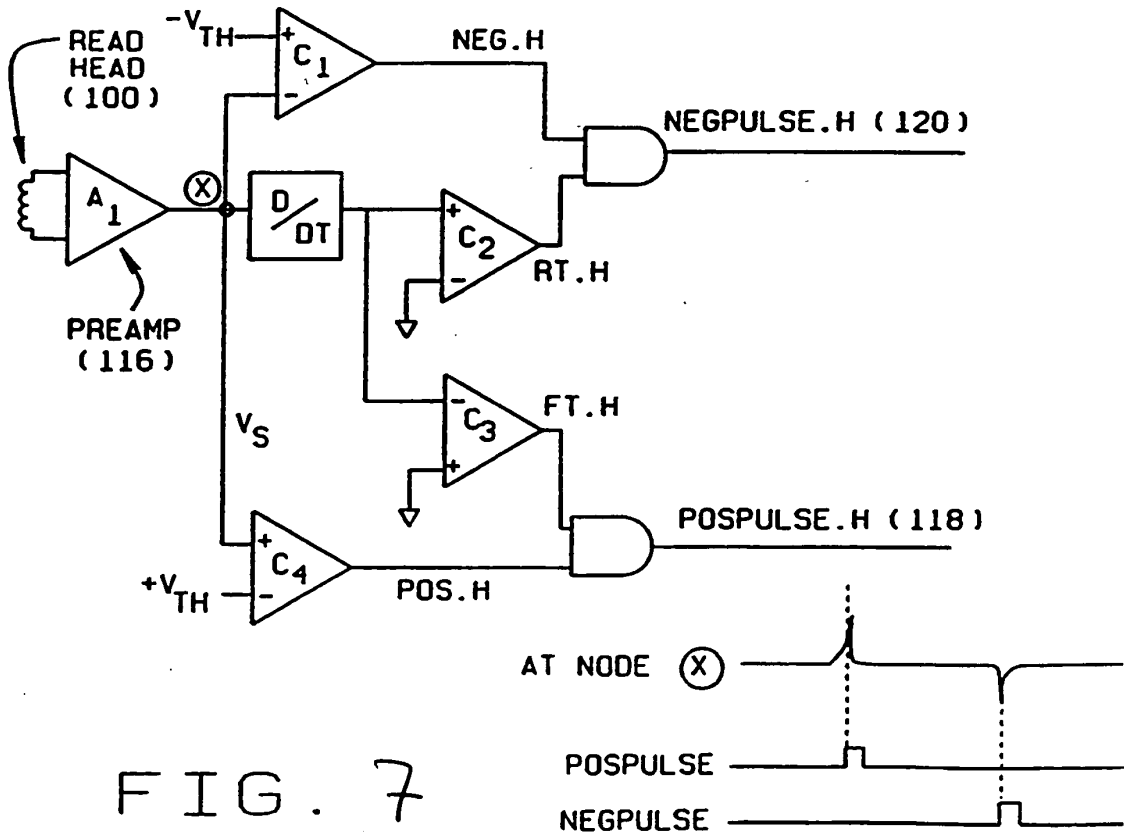 -VTH
+
C1
-
NEG.H
READ
HEAD
(100)
NEGPULSE.H (120)
A1
X
D/DT
+
C2
-
RT.H
PREAMP
(116)
-
C3
+
FT.H
VS
POSPULSE.H (118)
+
C4
-
+VTH
POS.H
AT NODE X
POSPULSE
NEGPULSE
FIG. 7